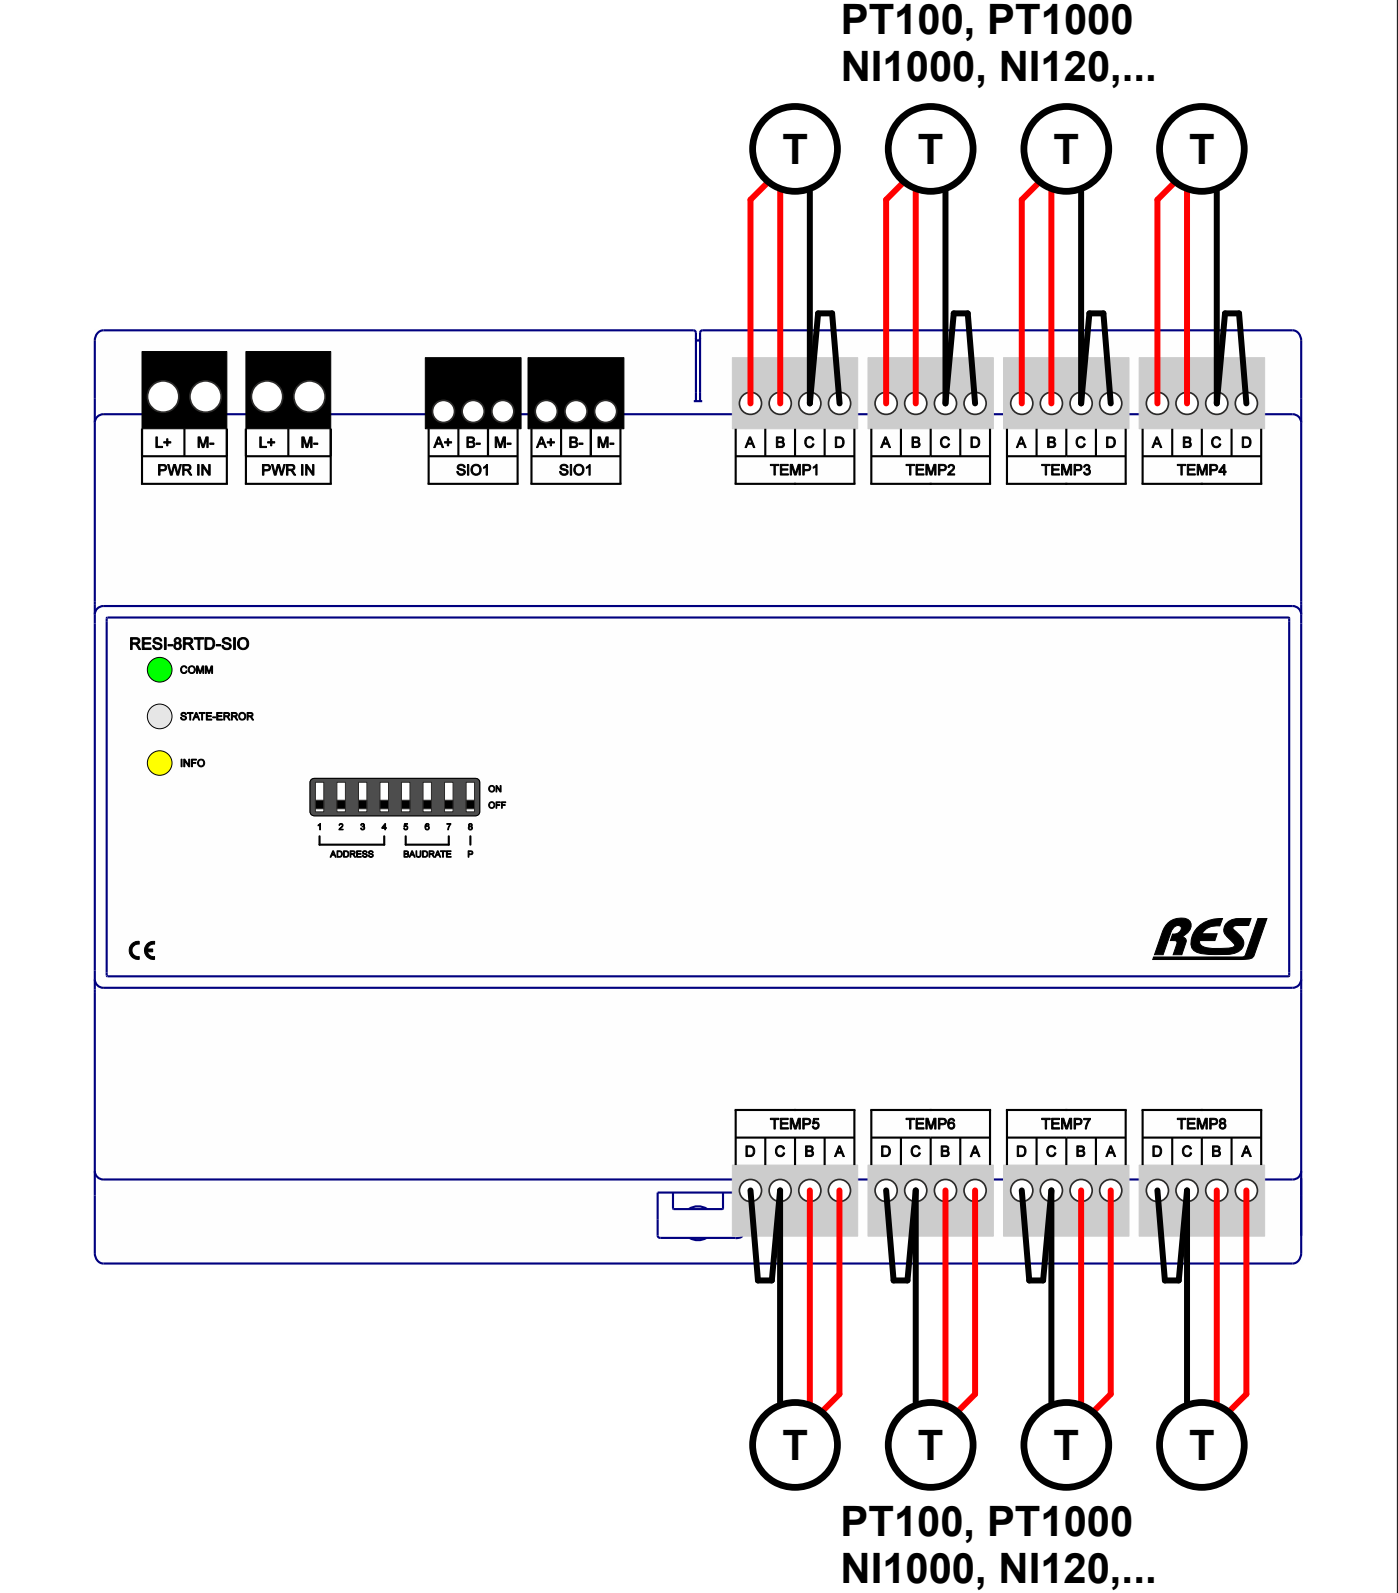 PT100, PT1000
NI1000, NI120,...
T T T T
L+ M- L+ M- A+ B- M- A+ B- M- A B C D A B C D A B C D A B C D
PWR IN PWR IN SIO1 SIO1 TEMP1 TEMP2 TEMP3 TEMP4
RESI-8RTD-SIO
COMM
STATE-ERROR
INFO
ON
OFF
1 2 3 4 5 6 7 8
ADDRESS BAUDRATE P
CE RESI
TEMP5 TEMP6 TEMP7 TEMP8
D C B A D C B A D C B A D C B A
T T T T
PT100, PT1000
NI1000, NI120,...